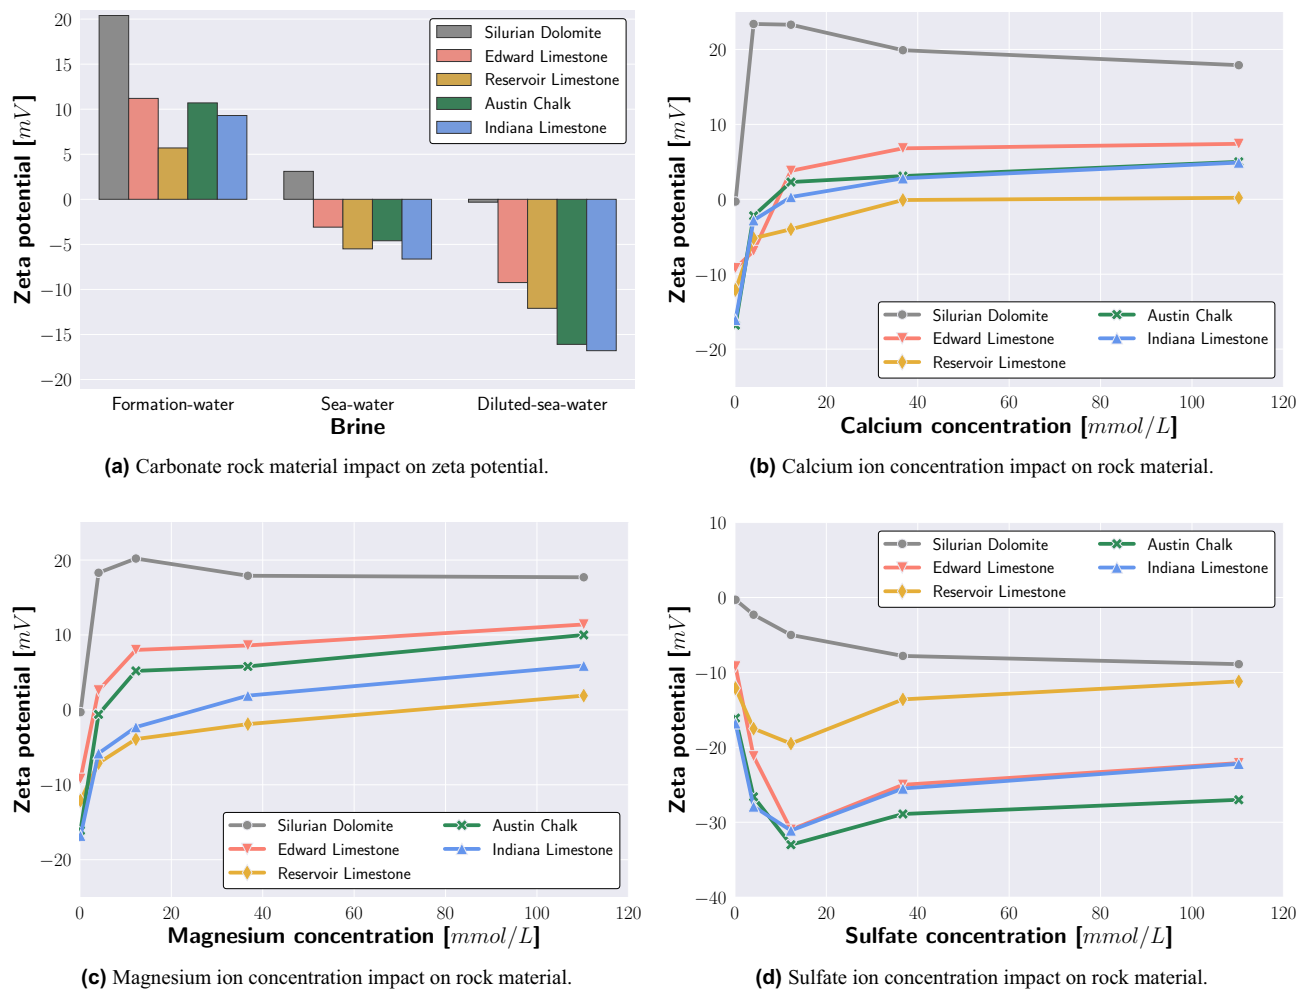 20
15
10
5
0
−5
−10
−15
−20
Zeta potential [mV]
Silurian Dolomite
Edward Limestone
Reservoir Limestone
Austin Chalk
Indiana Limestone
Formation-water Sea-water Diluted-sea-water
Brine
(a) Carbonate rock material impact on zeta potential.
20
10
0
−10
−20
Zeta potential [mV]
Silurian Dolomite Austin Chalk
Edward Limestone Indiana Limestone
Reservoir Limestone
0 20 40 60 80 100 120
Calcium concentration [mmol/L]
(b) Calcium ion concentration impact on rock material.
20
10
0
−10
−20
Zeta potential [mV]
Silurian Dolomite Austin Chalk
Edward Limestone Indiana Limestone
Reservoir Limestone
0 20 40 60 80 100 120
Magnesium concentration [mmol/L]
(c) Magnesium ion concentration impact on rock material.
10
0
−10
−20
−30
−40
Zeta potential [mV]
Silurian Dolomite Austin Chalk
Edward Limestone Indiana Limestone
Reservoir Limestone
0 20 40 60 80 100 120
Sulfate concentration [mmol/L]
(d) Sulfate ion concentration impact on rock material.